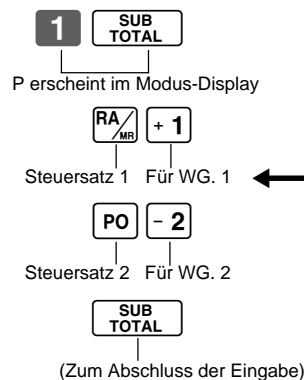 1 SUB TOTAL
P erscheint im Modus-Display
RA/MR + 1
Steuersatz 1 Für WG. 1
PO - 2
Steuersatz 2 Für WG. 2
SUB TOTAL
(Zum Abschluss der Eingabe)